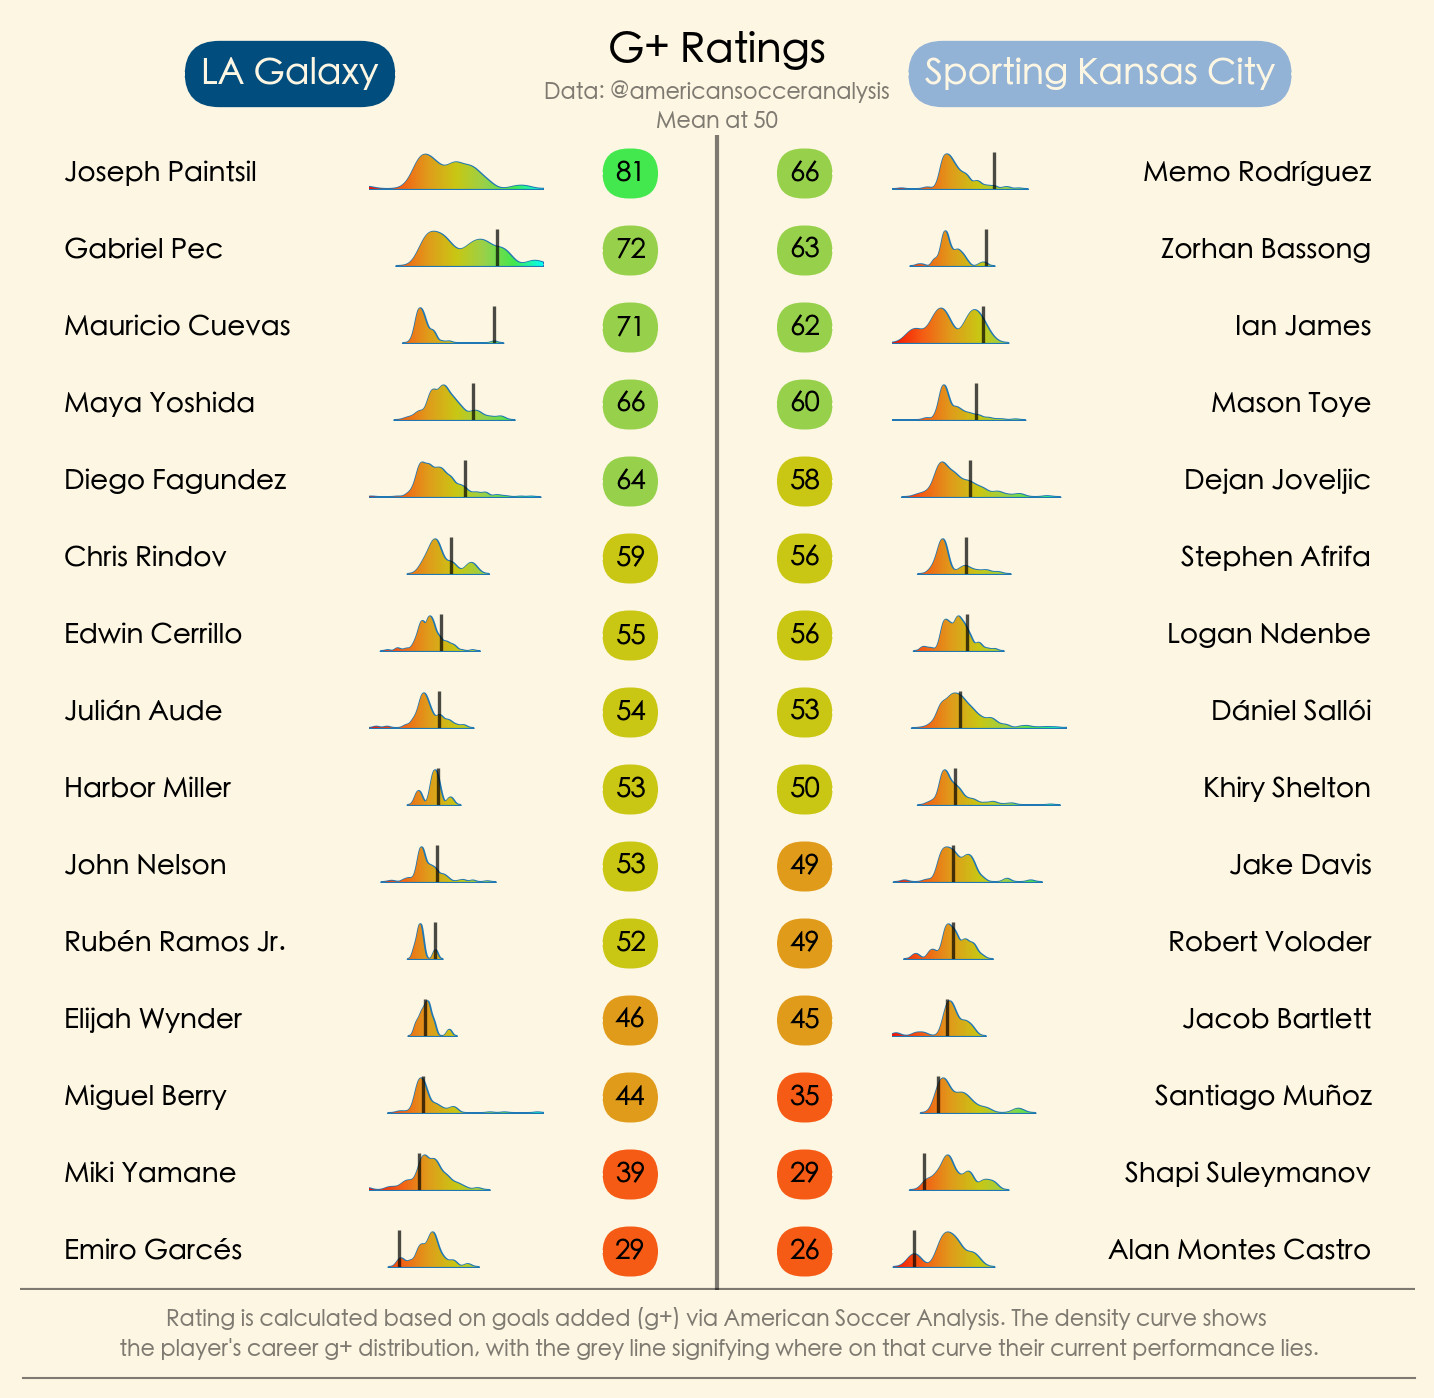 LA Galaxy
G+ Ratings
Sporting Kansas City
Data: @americansocceranalysis
Mean at 50
Joseph Paintsil 81 66 Memo Rodríguez
Gabriel Pec 72 63 Zorhan Bassong
Mauricio Cuevas 71 62 Ian James
Maya Yoshida 66 60 Mason Toye
Diego Fagundez 64 58 Dejan Joveljic
Chris Rindov 59 56 Stephen Afrifa
Edwin Cerrillo 55 56 Logan Ndenbe
Julián Aude 54 53 Dániel Sallói
Harbor Miller 53 50 Khiry Shelton
John Nelson 53 49 Jake Davis
Rubén Ramos Jr. 52 49 Robert Voloder
Elijah Wynder 46 45 Jacob Bartlett
Miguel Berry 44 35 Santiago Muñoz
Miki Yamane 39 29 Shapi Suleymanov
Emiro Garcés 29 26 Alan Montes Castro
Rating is calculated based on goals added (g+) via American Soccer Analysis. The density curve shows
the player's career g+ distribution, with the grey line signifying where on that curve their current performance lies.